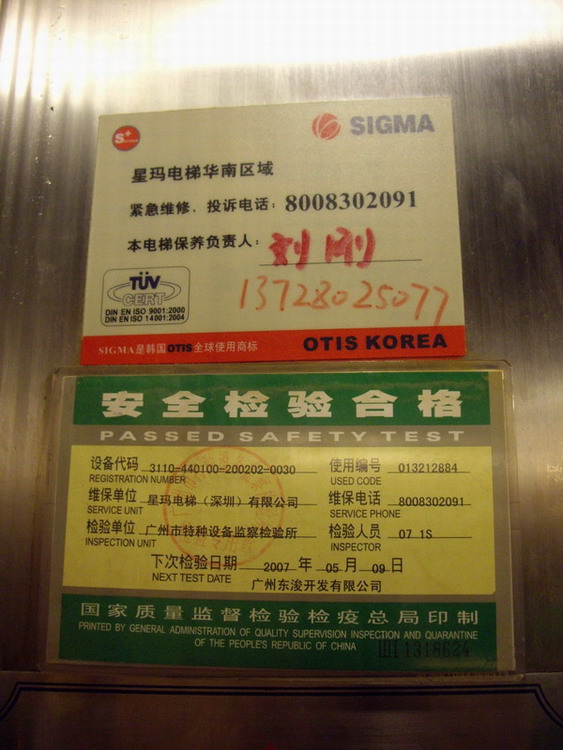 S+
SIGMA
星玛电梯华南区域
紧急维修、投诉电话：8008302091
本电梯保养负责人：刘刚
13728025077
TÜV
CERT
DIN EN ISO 9001:2000
DIN EN ISO 14001:2004
SIGMA是韩国OTIS全球使用商标 OTIS KOREA
安全检验合格
PASSED SAFETY TEST
设备代码 3110-440100-200202-0030 使用编号 013212884
REGISTRATION NUMBER USED CODE
维保单位 星玛电梯（深圳）有限公司 维保电话 8008302091
SERVICE UNIT SERVICE PHONE
检验单位 广州市特种设备监察检验所 检验人员 07 1S
INSPECTION UNIT INSPECTOR
下次检验日期 2007 年 05 月 09 日
NEXT TEST DATE 广州东浚开发有限公司
国家质量监督检验检疫总局印制
PRINTED BY GENERAL ADMINISTRATION OF QUALITY SUPERVISION INSPECTION AND QUARANTINE
OF THE PEOPLE'S REPUBLIC OF CHINA